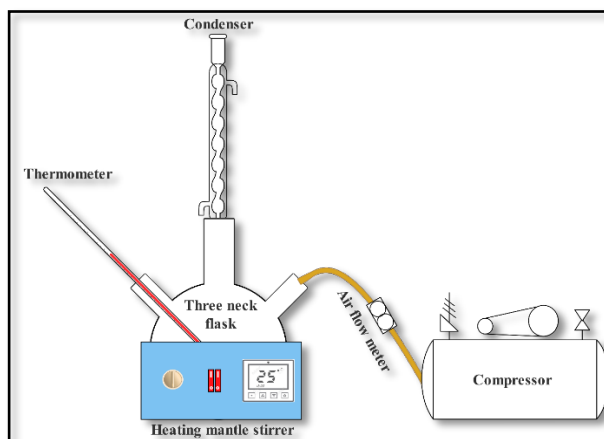 Condenser
Thermometer
Three neck
flask
Air flow meter
25°
Compressor
Heating mantle stirrer